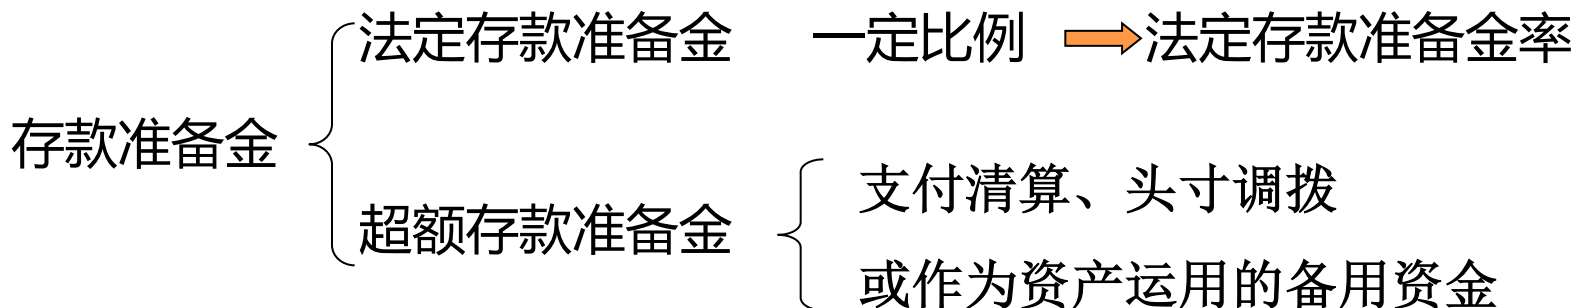 法定存款准备金 一定比例 法定存款准备金率
存款准备金
支付清算、头寸调拨
超额存款准备金
或作为资产运用的备用资金